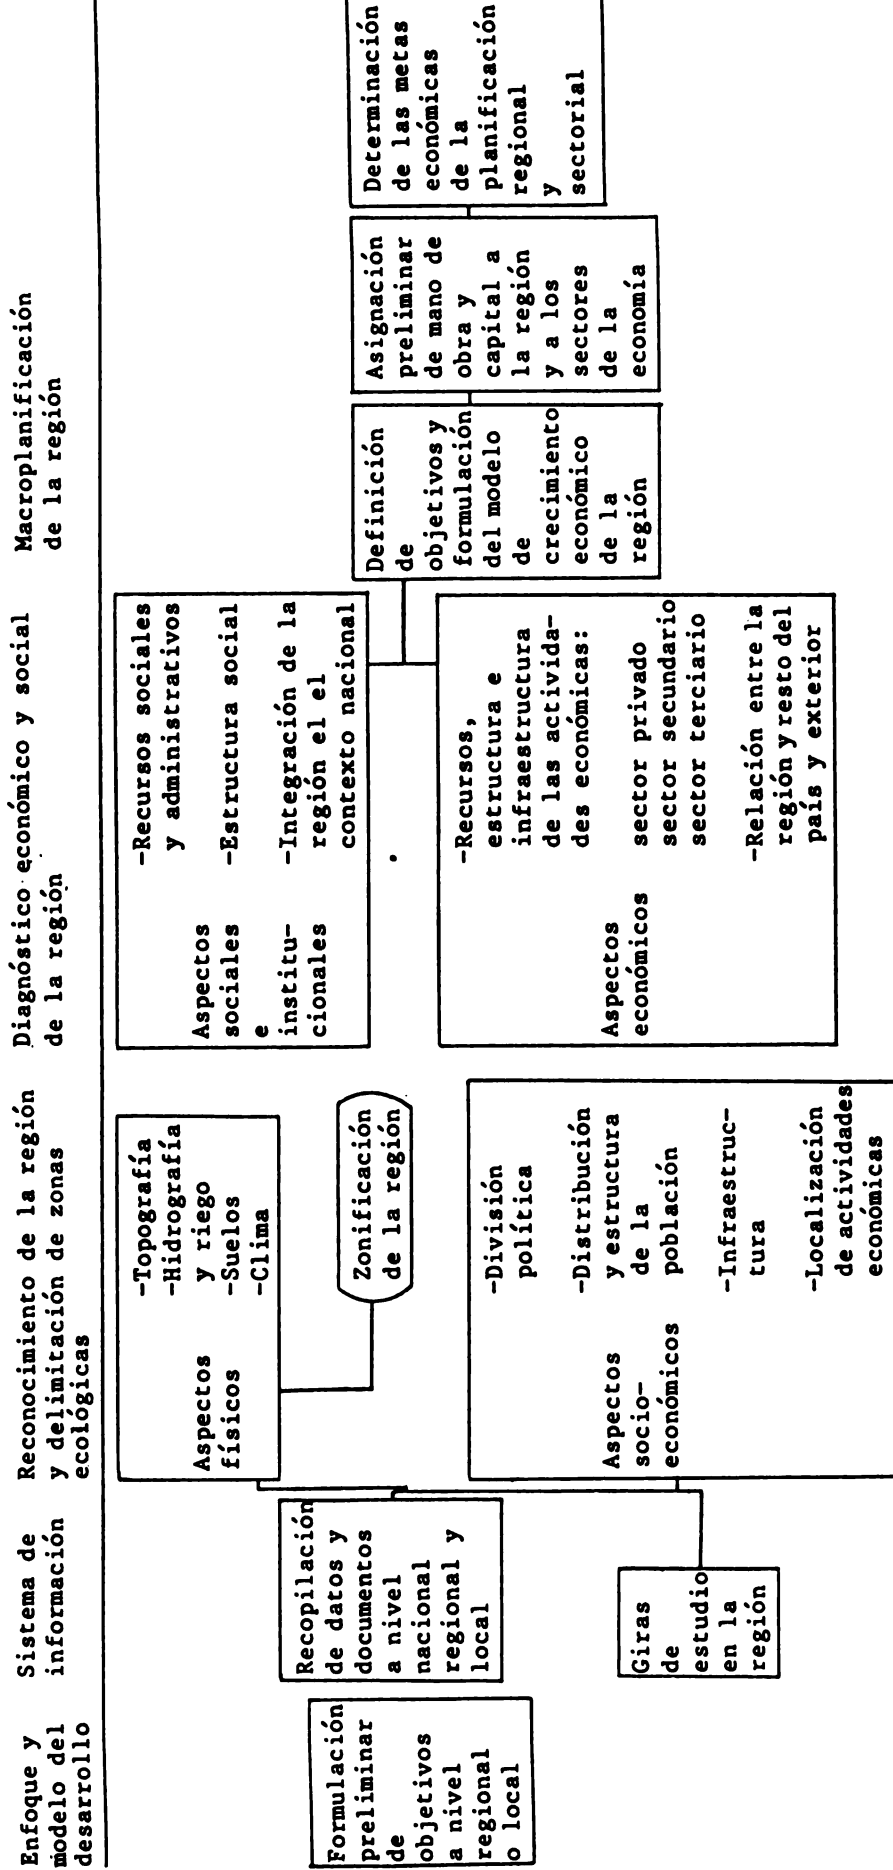 Enfoque y
modelo del
desarrollo
Sistema de
información
Reconocimiento de la región
y delimitación de zonas
ecológicas
Diagnóstico económico y social
de la región
Macroplanificación
de la región
Formulación
preliminar
de
objetivos
a nivel
regional
o local
Recopilación
de datos y
documentos
a nivel
nacional
regional y
local
Giras
de
estudio
en la
región
Aspectos
físicos
-Topografía
-Hidrografía
y riego
-Suelos
-Clima
Zonificación
de la región
Aspectos
socio-
económicos
-División
política
-Distribución
y estructura
de la
población
-Infraestruc-
tura
-Localización
de actividades
económicas
Aspectos
sociales
e
institu-
cionales
-Recursos sociales
y administrativos
-Estructura social
-Integración de la
región el el
contexto nacional
Aspectos
económicos
-Recursos,
estructura e
infraestructura
de las activida-
des económicas:
sector privado
sector secundario
sector terciario
-Relación entre la
región y resto del
país y exterior
Definición
de
objetivos y
formulación
del modelo
de
crecimiento
económico
de la
región
Asignación
preliminar
de mano de
obra y
capital a
la región
y a los
sectores
de la
economía
Determinación
de las metas
económicas
de la
planificación
regional
y
sectorial